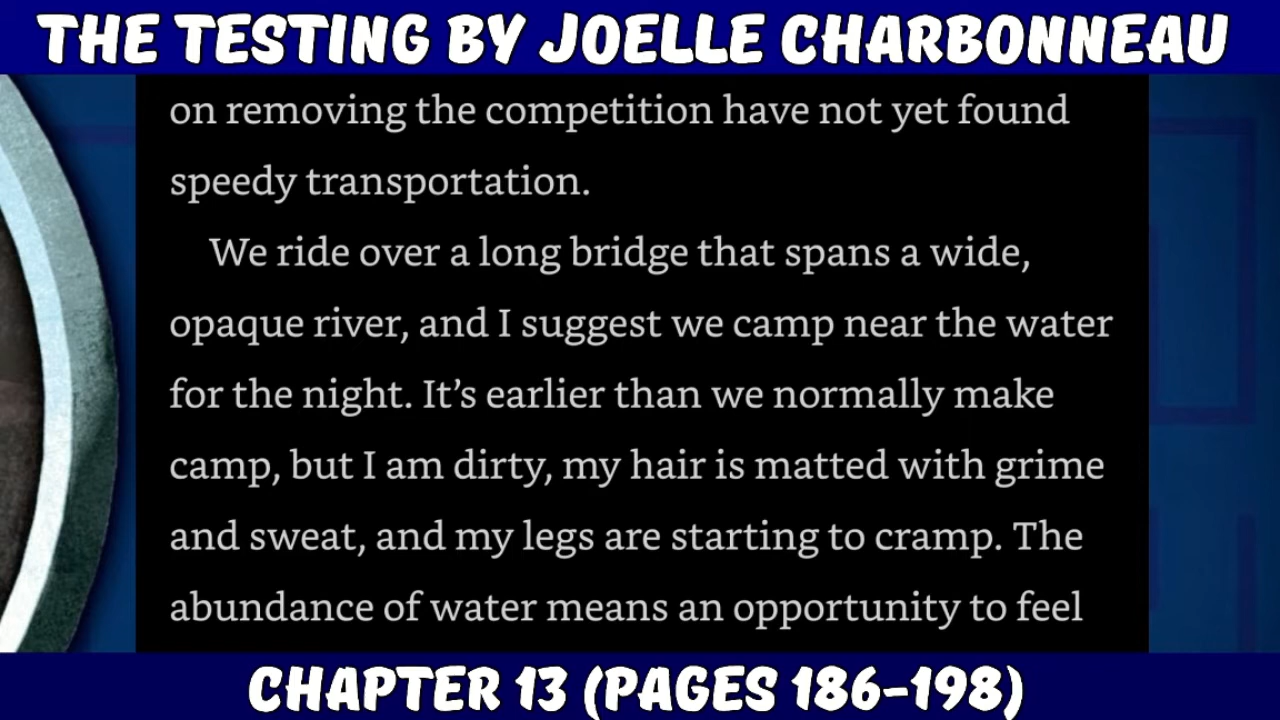 THE TESTING BY JOELLE CHARBONNEAU
on removing the competition have not yet found
speedy transportation.
We ride over a long bridge that spans a wide,
opaque river, and I suggest we camp near the water
for the night. It’s earlier than we normally make
camp, but I am dirty, my hair is matted with grime
and sweat, and my legs are starting to cramp. The
abundance of water means an opportunity to feel
CHAPTER 13 (PAGES 186-198)